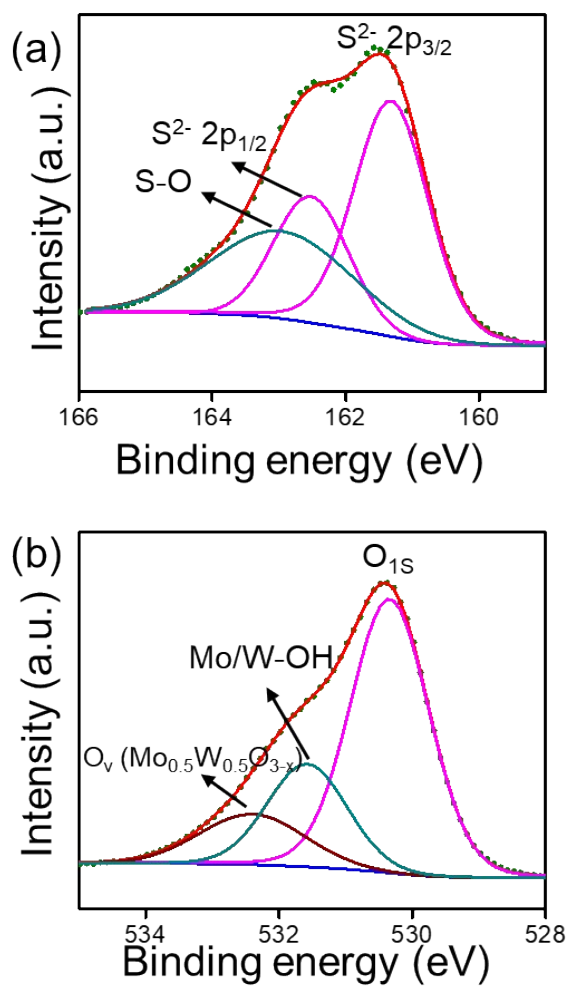 (a)
S²⁻ 2p₃/₂
S²⁻ 2p₁/₂
S-O
Intensity (a.u.)
166 164 162 160
Binding energy (eV)
(b)
O₁S
Mo/W-OH
Oᵥ (Mo₀.₅W₀.₅O₃₋ₓ)
Intensity (a.u.)
534 532 530 528
Binding energy (eV)